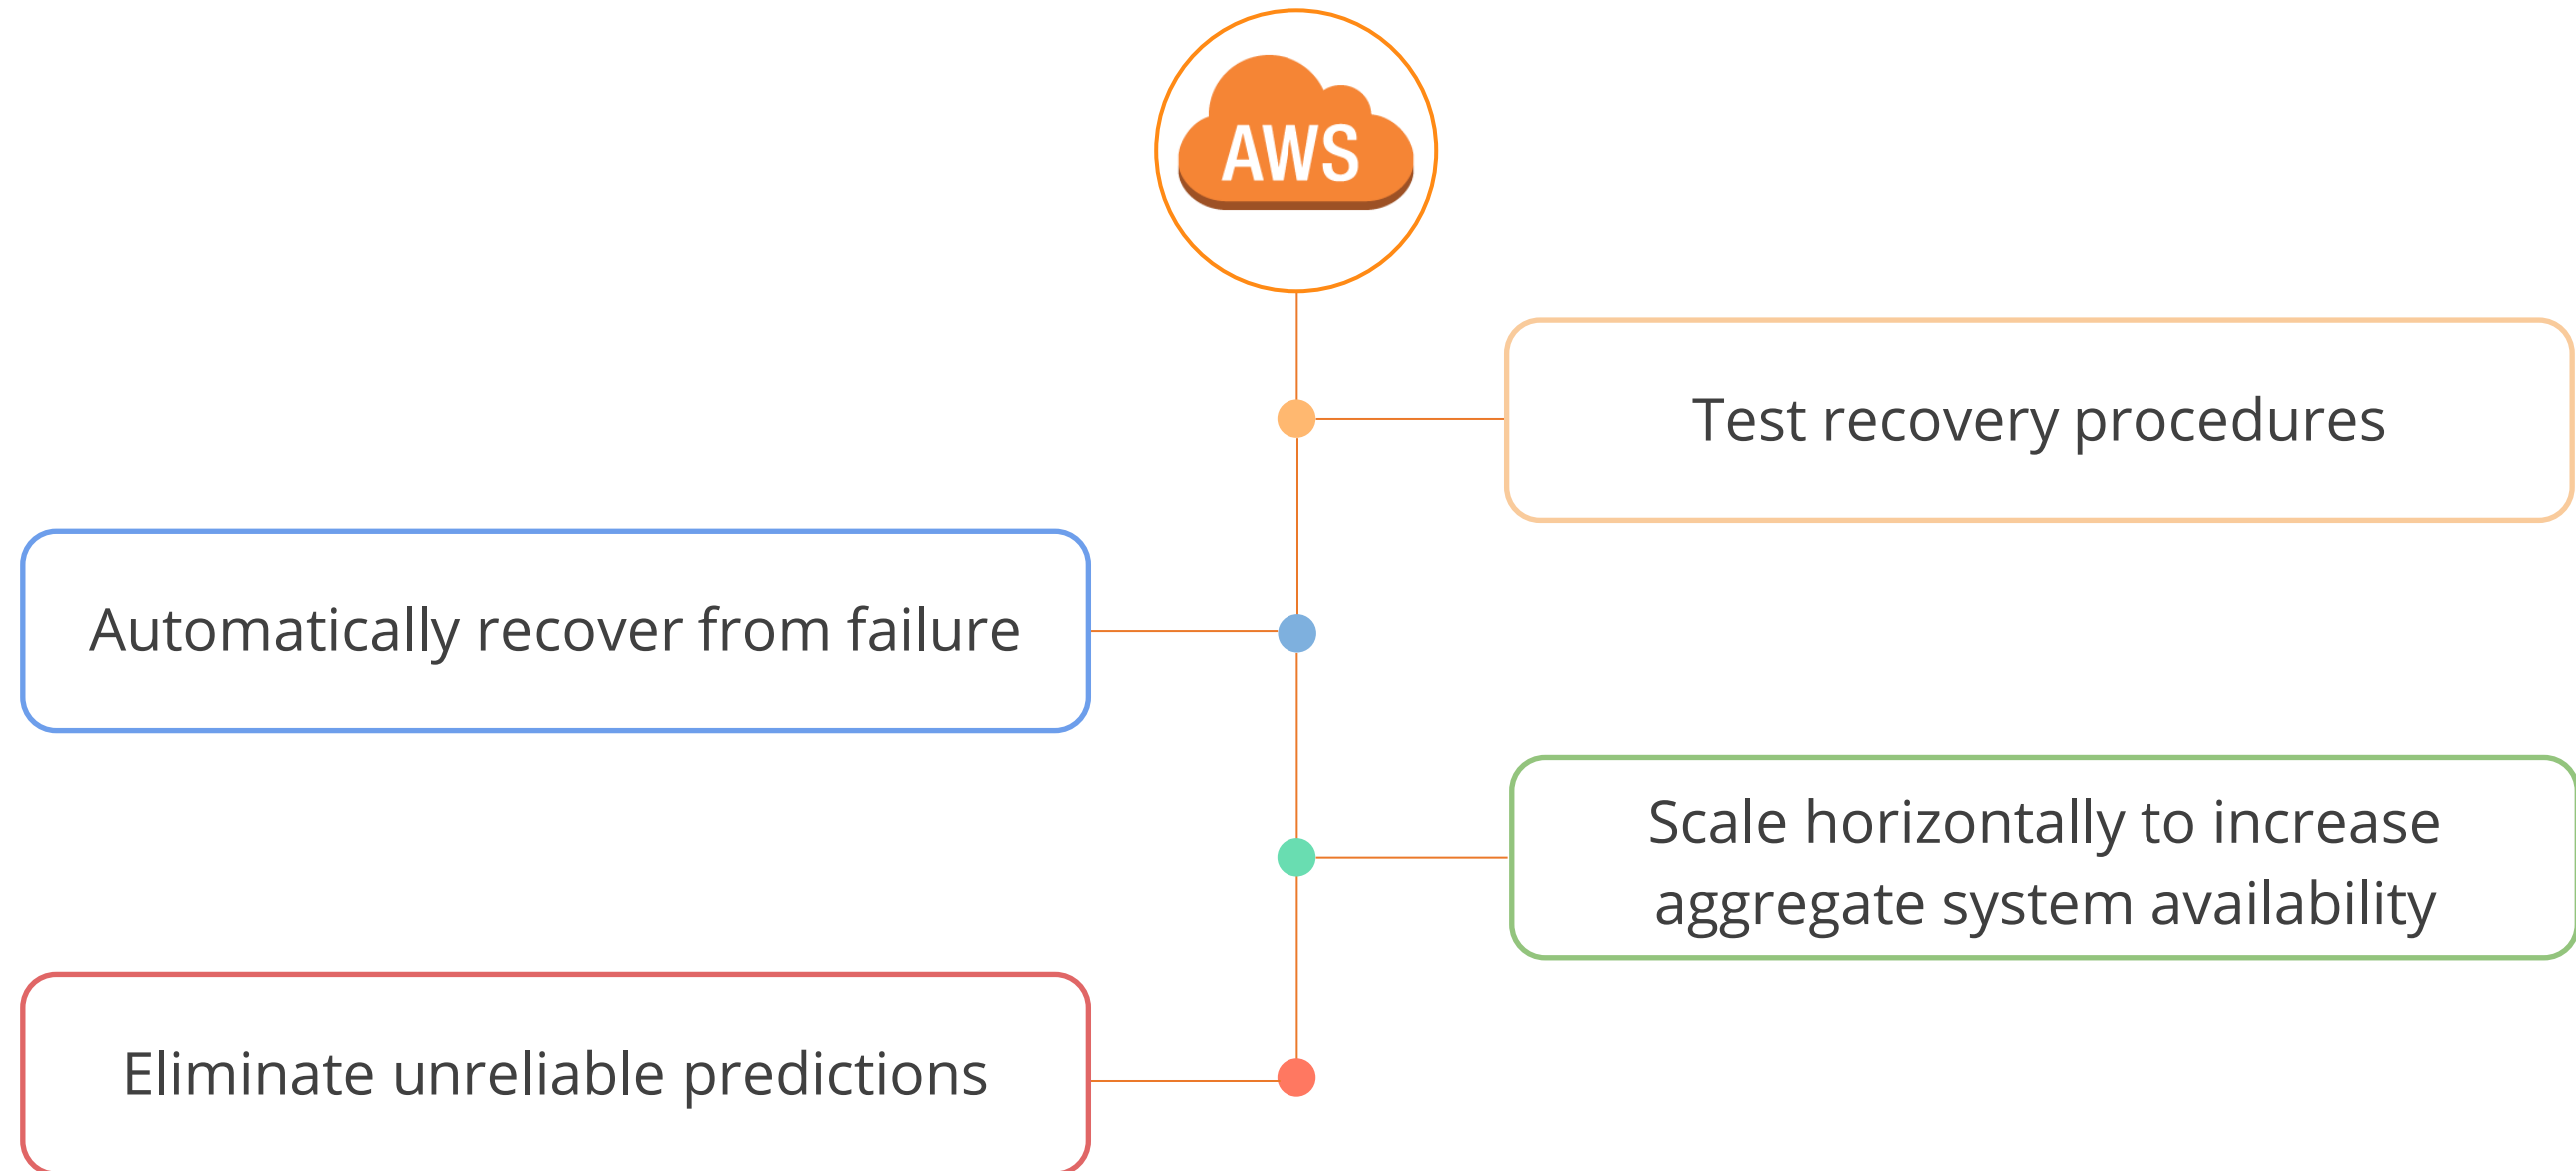 AWS
Test recovery procedures
Automatically recover from failure
Scale horizontally to increase
aggregate system availability
Eliminate unreliable predictions